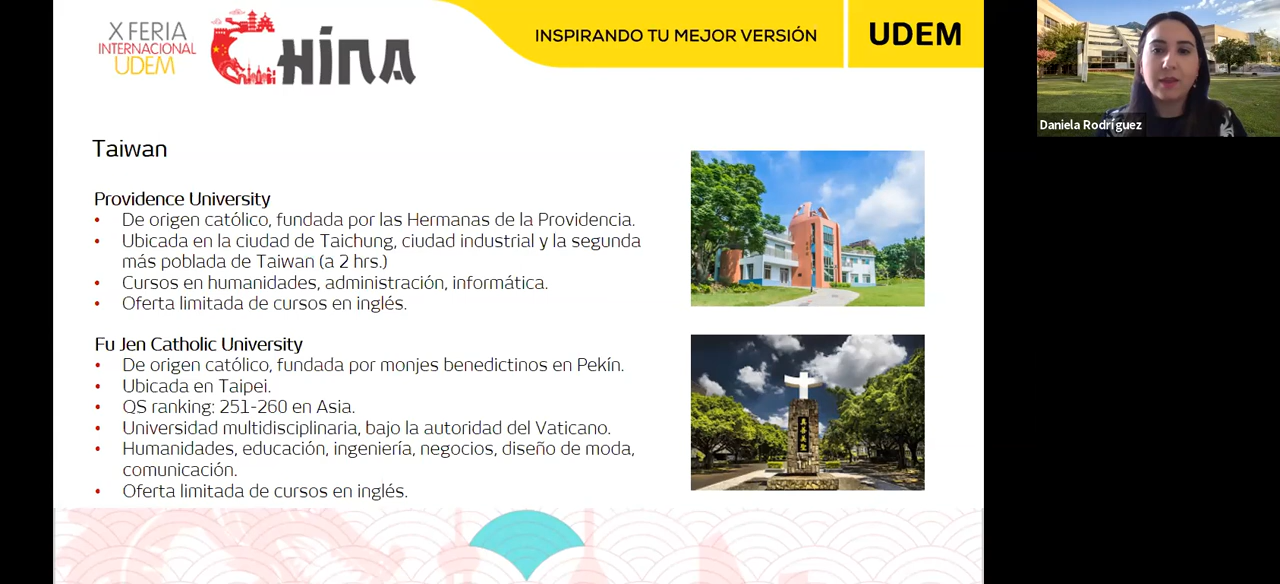 X FERIA
INTERNACIONAL
UDEM
CHINA
INSPIRANDO TU MEJOR VERSIÓN
UDEM
Daniela Rodríguez
Taiwan
Providence University
• De origen católico, fundada por las Hermanas de la Providencia.
• Ubicada en la ciudad de Taichung, ciudad industrial y la segunda
más poblada de Taiwan (a 2 hrs.)
• Cursos en humanidades, administración, informática.
• Oferta limitada de cursos en inglés.
Fu Jen Catholic University
• De origen católico, fundada por monjes benedictinos en Pekín.
• Ubicada en Taipei.
• QS ranking: 251-260 en Asia.
• Universidad multidisciplinaria, bajo la autoridad del Vaticano.
• Humanidades, educación, ingeniería, negocios, diseño de moda,
comunicación.
• Oferta limitada de cursos en inglés.
真善美聖